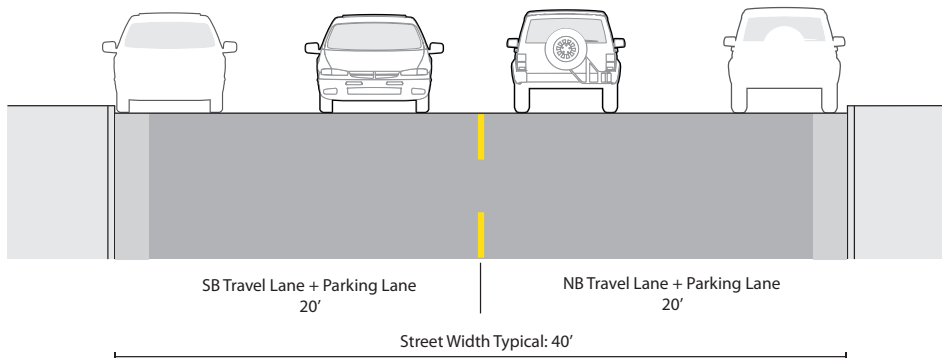 SB Travel Lane + Parking Lane
20’
NB Travel Lane + Parking Lane
20’
Street Width Typical: 40’